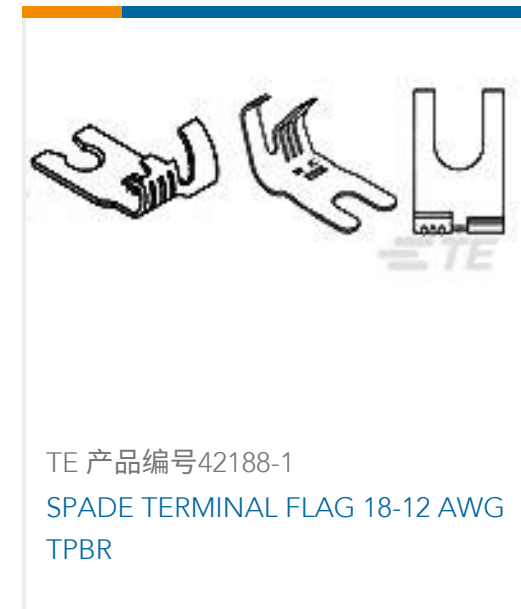 TE
TE 产品编号42188-1
SPADE TERMINAL FLAG 18-12 AWG
TPBR